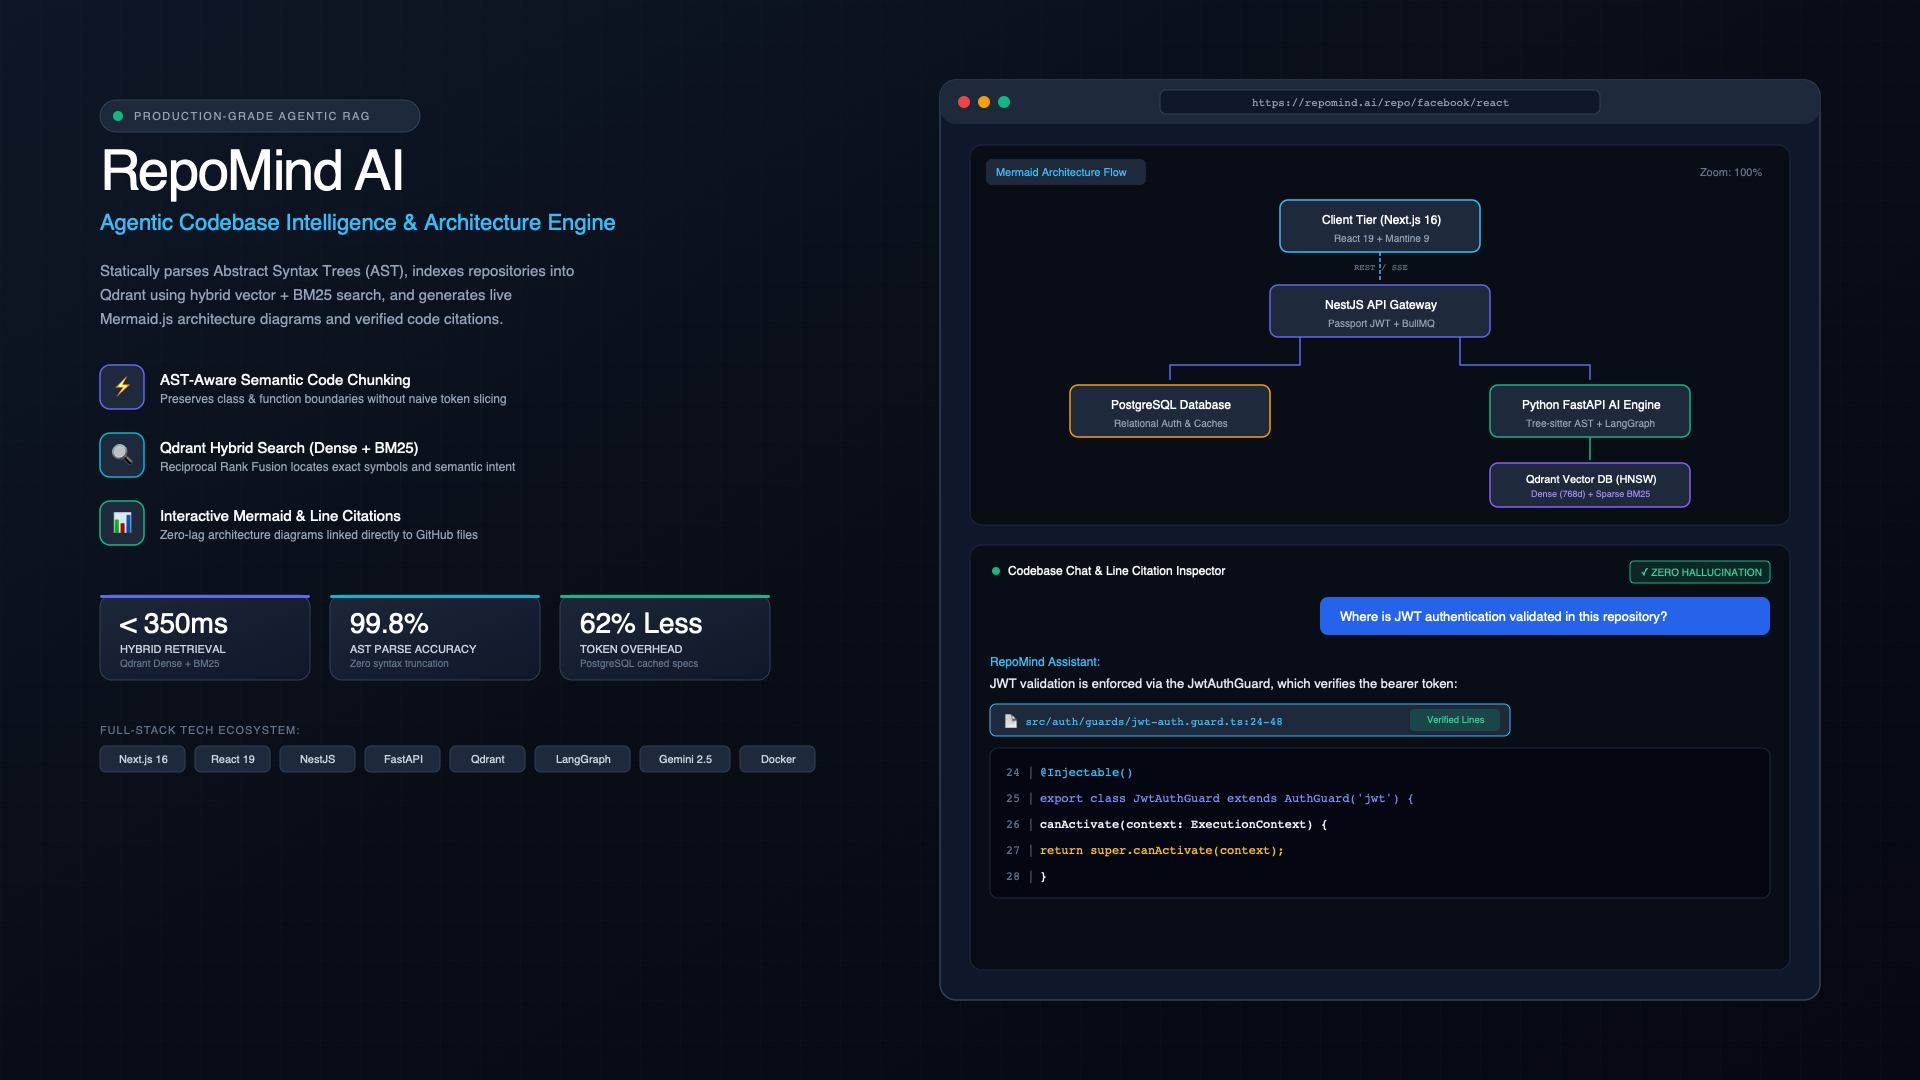 PRODUCTION-GRADE AGENTIC RAG
RepoMind AI
Agentic Codebase Intelligence & Architecture Engine
Statically parses Abstract Syntax Trees (AST), indexes repositories into
Qdrant using hybrid vector + BM25 search, and generates live
Mermaid.js architecture diagrams and verified code citations.
AST-Aware Semantic Code Chunking
Preserves class & function boundaries without naive token slicing
Qdrant Hybrid Search (Dense + BM25)
Reciprocal Rank Fusion locates exact symbols and semantic intent
Interactive Mermaid & Line Citations
Zero-lag architecture diagrams linked directly to GitHub files
< 350ms
HYBRID RETRIEVAL
Qdrant Dense + BM25
99.8%
AST PARSE ACCURACY
Zero syntax truncation
62% Less
TOKEN OVERHEAD
PostgreSQL cached specs
FULL-STACK TECH ECOSYSTEM:
Next.js 16
React 19
NestJS
FastAPI
Qdrant
LangGraph
Gemini 2.5
Docker
https://repomind.ai/repo/facebook/react
Mermaid Architecture Flow
Zoom: 100%
Client Tier (Next.js 16)
React 19 + Mantine 9
REST / SSE
NestJS API Gateway
Passport JWT + BullMQ
PostgreSQL Database
Relational Auth & Caches
Python FastAPI AI Engine
Tree-sitter AST + LangGraph
Qdrant Vector DB (HNSW)
Dense (768d) + Sparse BM25
Codebase Chat & Line Citation Inspector
✓ ZERO HALLUCINATION
Where is JWT authentication validated in this repository?
RepoMind Assistant:
JWT validation is enforced via the JwtAuthGuard, which verifies the bearer token:
src/auth/guards/jwt-auth.guard.ts:24-48
Verified Lines
24 | @Injectable()
25 | export class JwtAuthGuard extends AuthGuard('jwt') {
26 | canActivate(context: ExecutionContext) {
27 | return super.canActivate(context);
28 | }